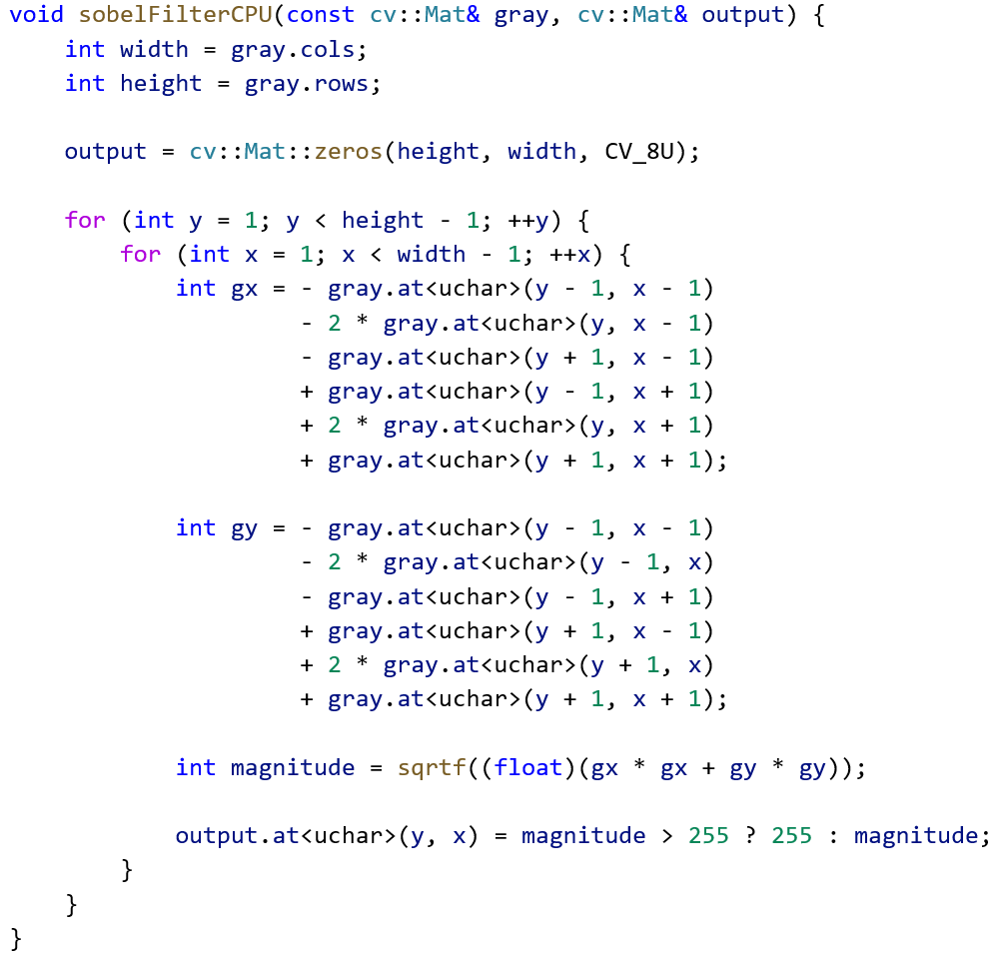 void sobelFilterCPU(const cv::Mat& gray, cv::Mat& output) {
    int width = gray.cols;
    int height = gray.rows;

    output = cv::Mat::zeros(height, width, CV_8U);

    for (int y = 1; y < height - 1; ++y) {
        for (int x = 1; x < width - 1; ++x) {
            int gx = - gray.at<uchar>(y - 1, x - 1)
                     - 2 * gray.at<uchar>(y, x - 1)
                     - gray.at<uchar>(y + 1, x - 1)
                     + gray.at<uchar>(y - 1, x + 1)
                     + 2 * gray.at<uchar>(y, x + 1)
                     + gray.at<uchar>(y + 1, x + 1);

            int gy = - gray.at<uchar>(y - 1, x - 1)
                     - 2 * gray.at<uchar>(y - 1, x)
                     - gray.at<uchar>(y - 1, x + 1)
                     + gray.at<uchar>(y + 1, x - 1)
                     + 2 * gray.at<uchar>(y + 1, x)
                     + gray.at<uchar>(y + 1, x + 1);

            int magnitude = sqrtf((float)(gx * gx + gy * gy));

            output.at<uchar>(y, x) = magnitude > 255 ? 255 : magnitude;
        }
    }
}